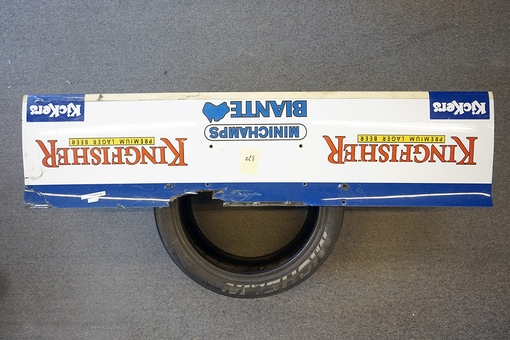 MICHELIN
KINGFISHER
PREMIUM LAGER BEER
MINICHAMPS
BIANTE
KINGFISHER
PREMIUM LAGER BEER
KicKers
KicKers